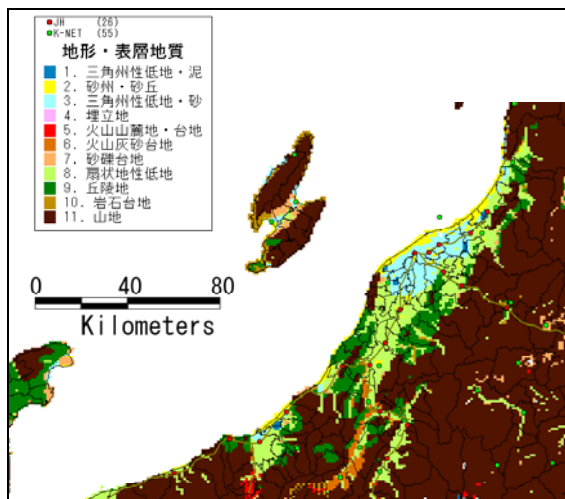 JH (26)
K-NET (55)
地形・表層地質
1. 三角州性低地・泥
2. 砂州・砂丘
3. 三角州性低地・砂
4. 埋立地
5. 火山山麓地・台地
6. 火山灰砂台地
7. 砂礫台地
8. 扇状地性低地
9. 丘陵地
10. 岩石台地
11. 山地
0 40 80
Kilometers